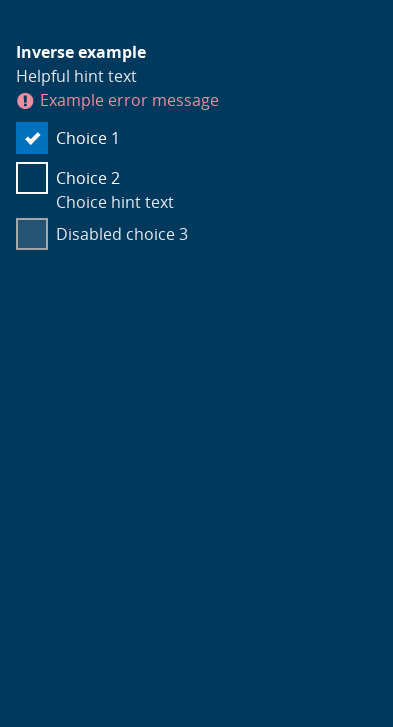 Inverse example
Helpful hint text
Example error message
Choice 1
Choice 2
Choice hint text
Disabled choice 3